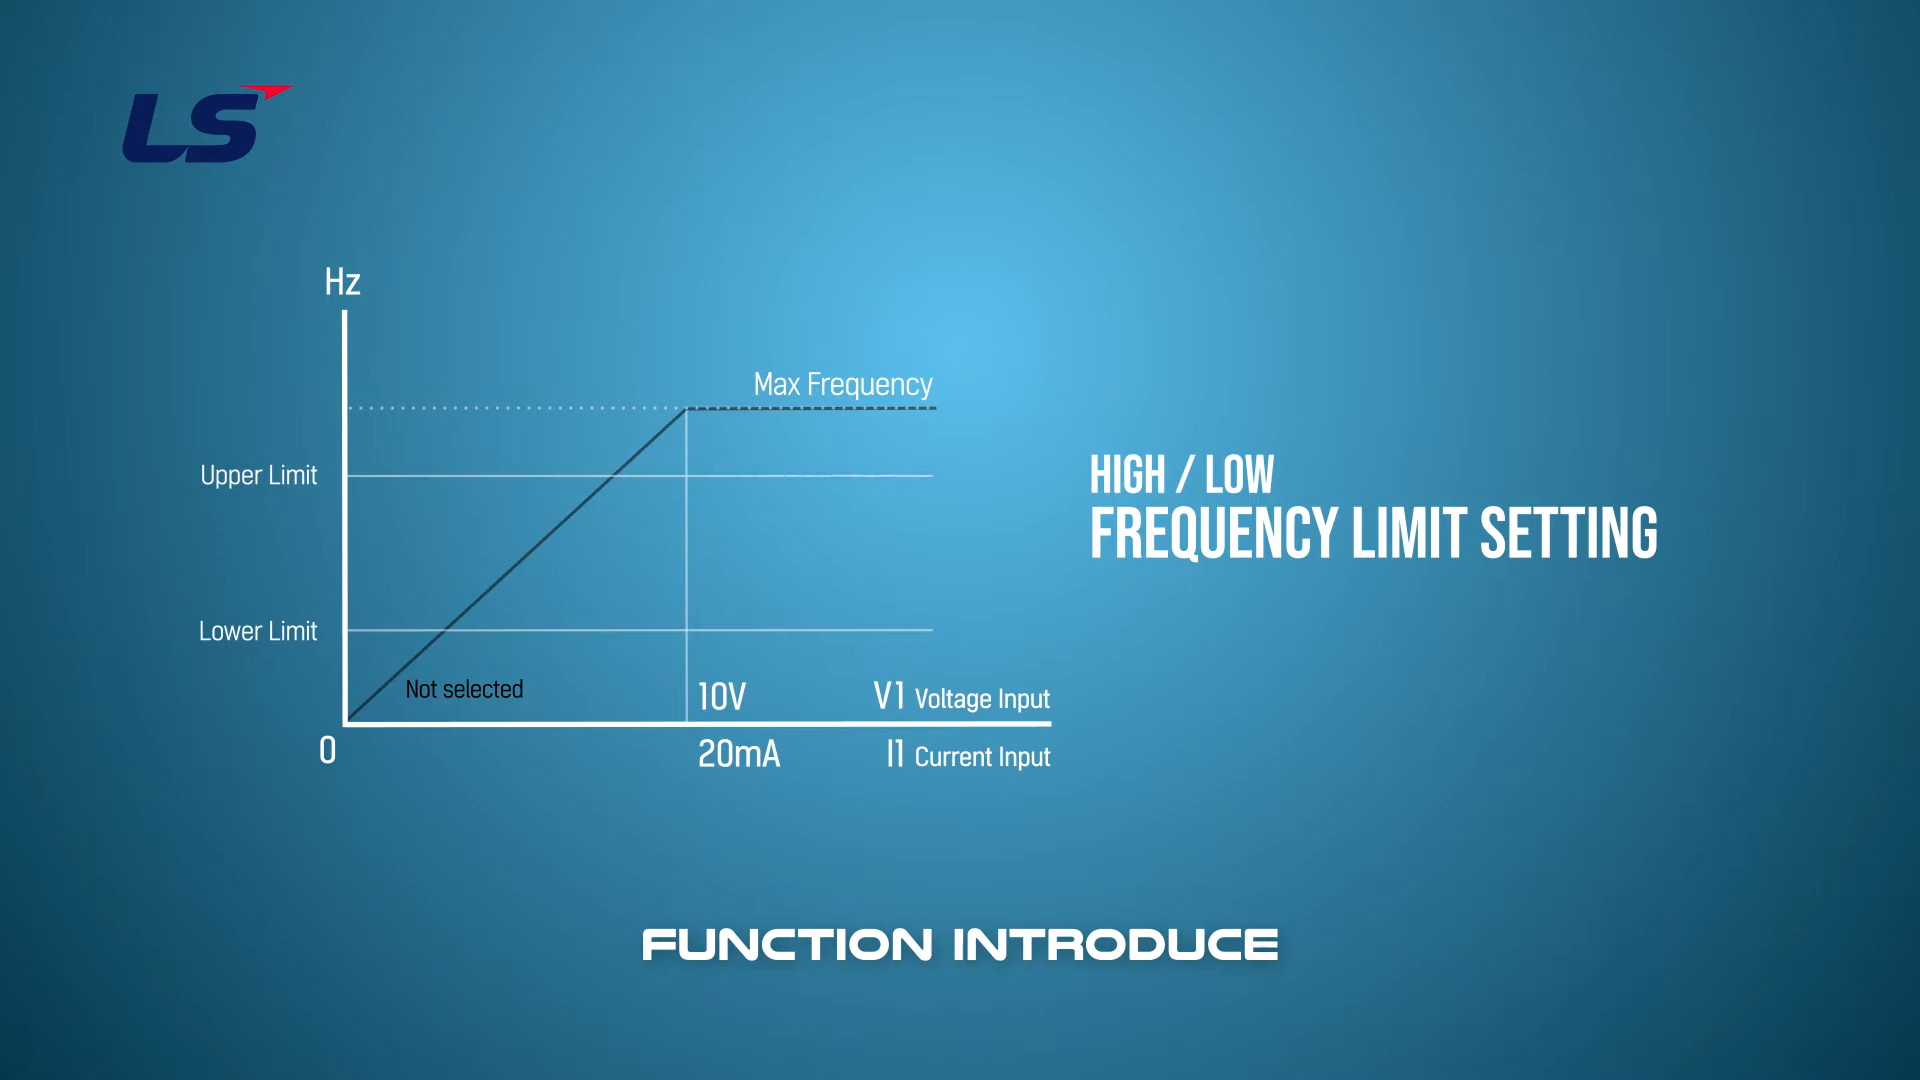 LS
Hz
Max Frequency
Upper Limit
HIGH / LOW
FREQUENCY LIMIT SETTING
Lower Limit
Not selected
10V
V1 Voltage Input
0
20mA
I1 Current Input
FUNCTION INTRODUCE